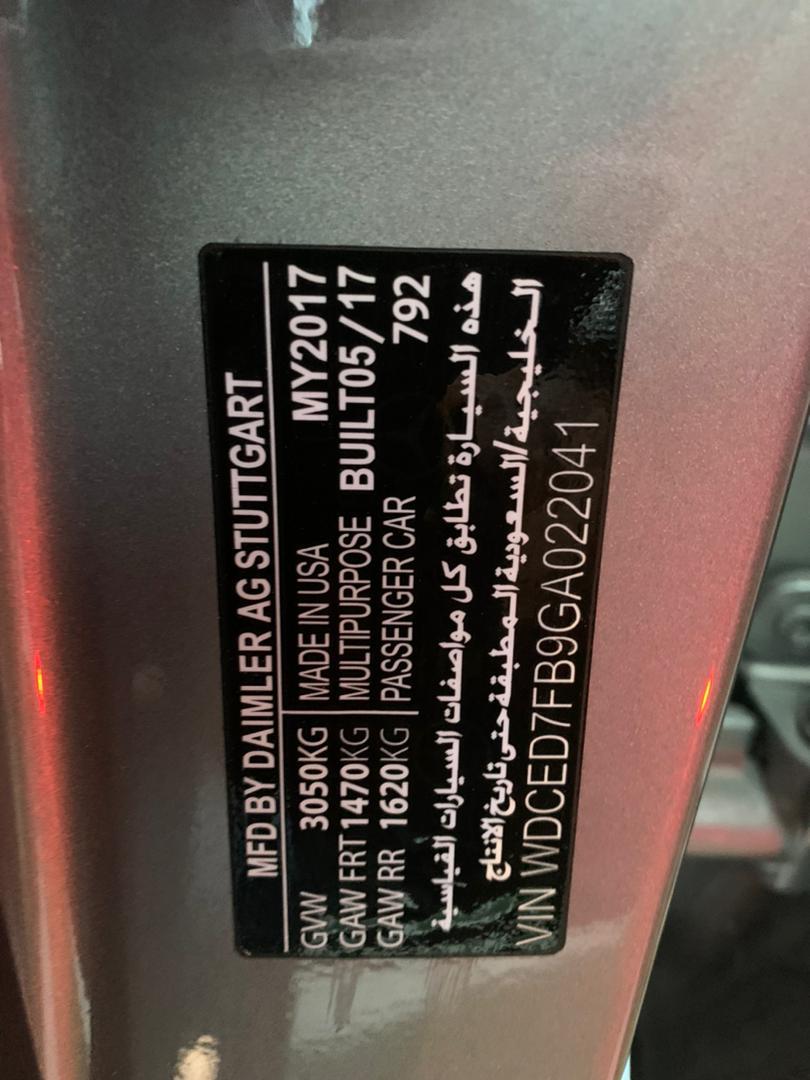 MFD BY DAIMLER AG STUTTGART
GVW 3050KG MADE IN USA MY2017
GAW FRT 1470KG MULTIPURPOSE BUILT05/17
GAW RR 1620KG PASSENGER CAR 792
هذه السيارة تطابق كل مواصفات السيارات القياسية
الخليجية/السعودية المطبقة حتى تاريخ الانتاج
VIN WDCED7FB9GA022041